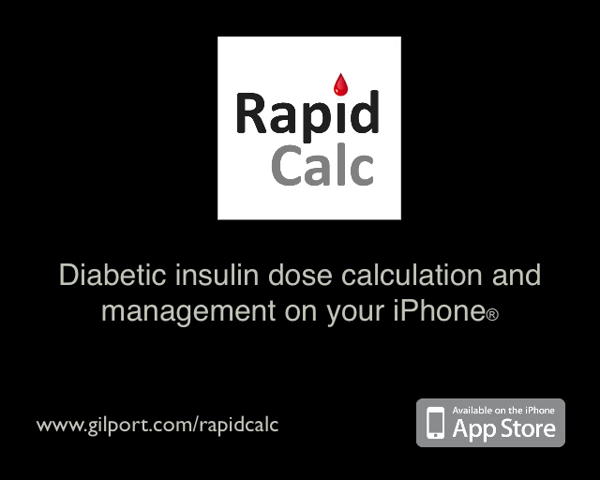 Rapid
Calc
Diabetic insulin dose calculation and
management on your iPhone®
www.gilport.com/rapidcalc
Available on the iPhone
App Store